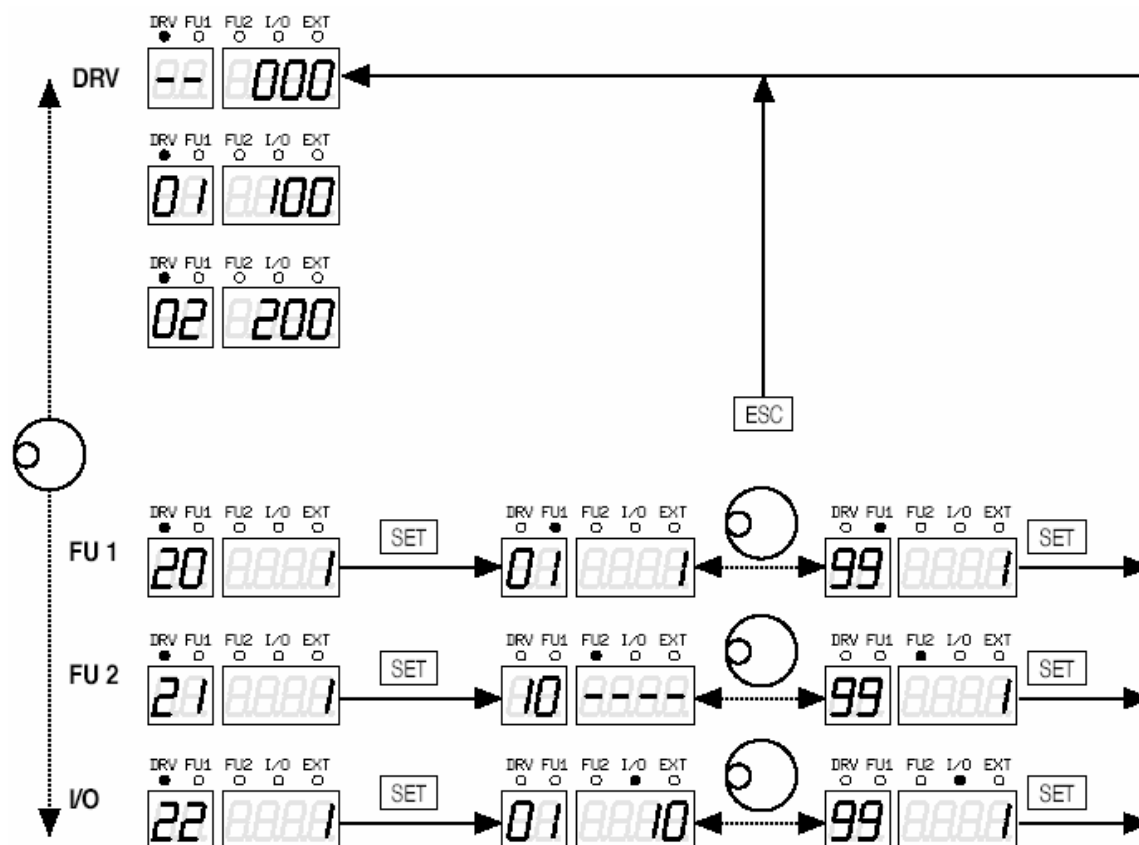 DRV FU1 FU2 I/O EXT
DRV
-- 000
DRV FU1 FU2 I/O EXT
01 100
DRV FU1 FU2 I/O EXT
02 200
ESC
DRV FU1 FU2 I/O EXT
FU 1
20 1
SET
DRV FU1 FU2 I/O EXT
01 1
DRV FU1 FU2 I/O EXT
99 1
SET
DRV FU1 FU2 I/O EXT
FU 2
21 1
SET
DRV FU1 FU2 I/O EXT
10 ----
DRV FU1 FU2 I/O EXT
99 1
SET
DRV FU1 FU2 I/O EXT
I/O
22 1
SET
DRV FU1 FU2 I/O EXT
01 10
DRV FU1 FU2 I/O EXT
99 1
SET